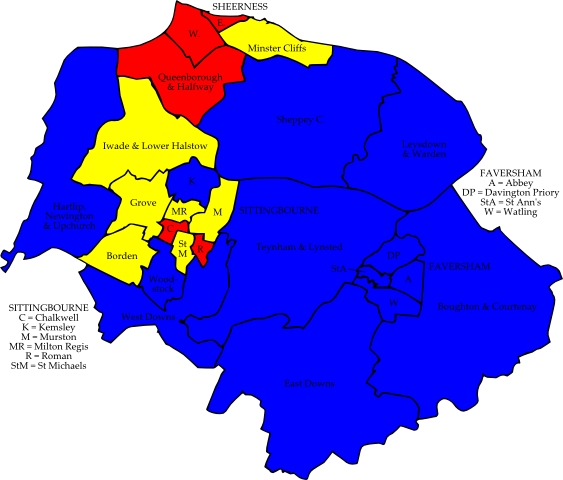 SHEERNESS
W.
E.
Minster Cliffs
Queenborough
& Halfway
Sheppey C.
Iwade & Lower Halstow
Leysdown
& Warden
FAVERSHAM
A = Abbey
DP = Davington Priory
StA = St Ann's
W = Watling
K
Grove
MR
M
SITTINGBOURNE
Hartlip,
Newington
& Upchurch
C
St
M
R
Teynham & Lynsted
DP
Borden
St A
FAVERSHAM
A
Wood-
stock
W
Boughton & Courtenay
SITTINGBOURNE
C = Chalkwell
K = Kemsley
M = Murston
MR = Milton Regis
R = Roman
StM = St Michaels
West Downs
East Downs